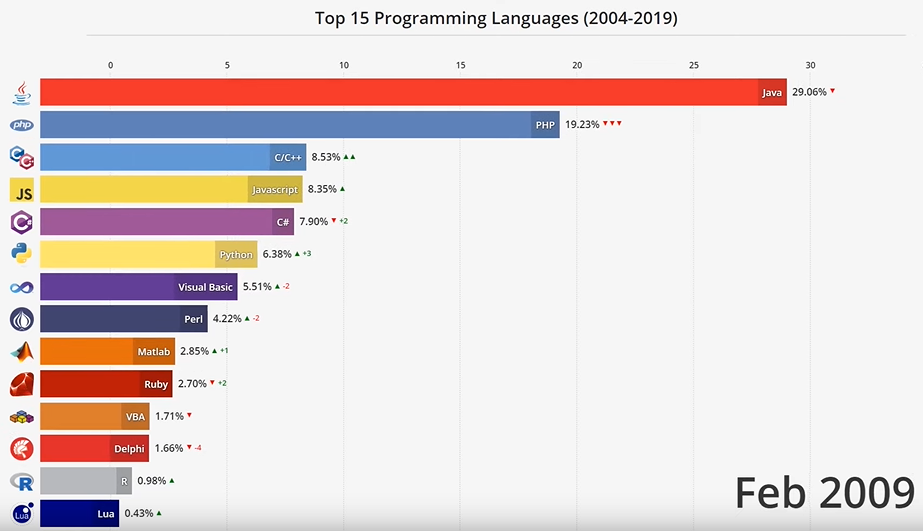 Top 15 Programming Languages (2004-2019)
0 5 10 15 20 25 30
Java 29.06% ▼
php PHP 19.23% ▼▼▼
C C C/C++ 8.53% ▲▲
JS Javascript 8.35% ▲
C# C# 7.90% ▼ +2
Python 6.38% ▲ +3
Visual Basic 5.51% ▲ -2
Perl 4.22% ▲ -2
Matlab 2.85% ▲ +1
Ruby 2.70% ▼ +2
VBA 1.71% ▼
Delphi 1.66% ▼ -4
R R 0.98% ▲
Lua Lua 0.43% ▲
Feb 2009